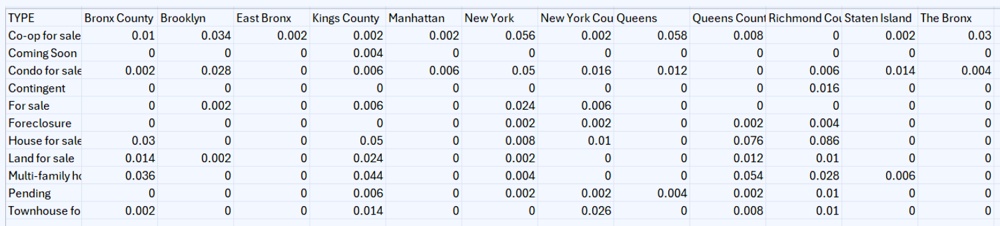 TYPE Bronx County Brooklyn East Bronx Kings County Manhattan New York New York Cou Queens Queens Count Richmond Cou Staten Island The Bronx
Co-op for sale 0.01 0.034 0.002 0.002 0.002 0.056 0.002 0.058 0.008 0 0.002 0.03
Coming Soon 0 0 0 0.004 0 0 0 0 0 0 0 0
Condo for sale 0.002 0.028 0 0.006 0.006 0.05 0.016 0.012 0 0.006 0.014 0.004
Contingent 0 0 0 0 0 0 0 0 0 0.016 0 0
For sale 0 0.002 0 0.006 0 0.024 0.006 0 0 0 0 0
Foreclosure 0 0 0 0 0 0.002 0.002 0 0.002 0.004 0 0
House for sale 0.03 0 0 0.05 0 0.008 0.01 0 0.076 0.086 0 0
Land for sale 0.014 0.002 0 0.024 0 0.002 0 0 0.012 0.01 0 0
Multi-family ho 0.036 0 0 0.044 0 0.004 0 0 0.054 0.028 0.006 0
Pending 0 0 0 0.006 0 0.002 0.002 0.004 0.002 0.01 0 0
Townhouse fo 0.002 0 0 0.014 0 0 0.026 0 0.008 0.01 0 0